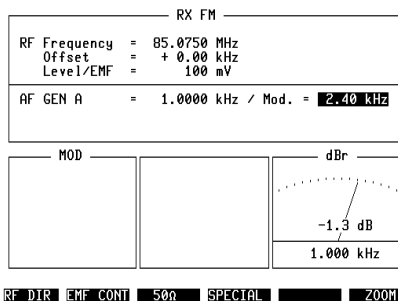 RX FM
RF Frequency = 85.0750 MHz
Offset = + 0.00 kHz
Level/EMF = 100 mV
AF GEN A = 1.0000 kHz / Mod. = 2.40 kHz
MOD
dBr
-1.3 dB
1.000 kHz
RF DIR EMF CONT 50Ω SPECIAL ZOOM